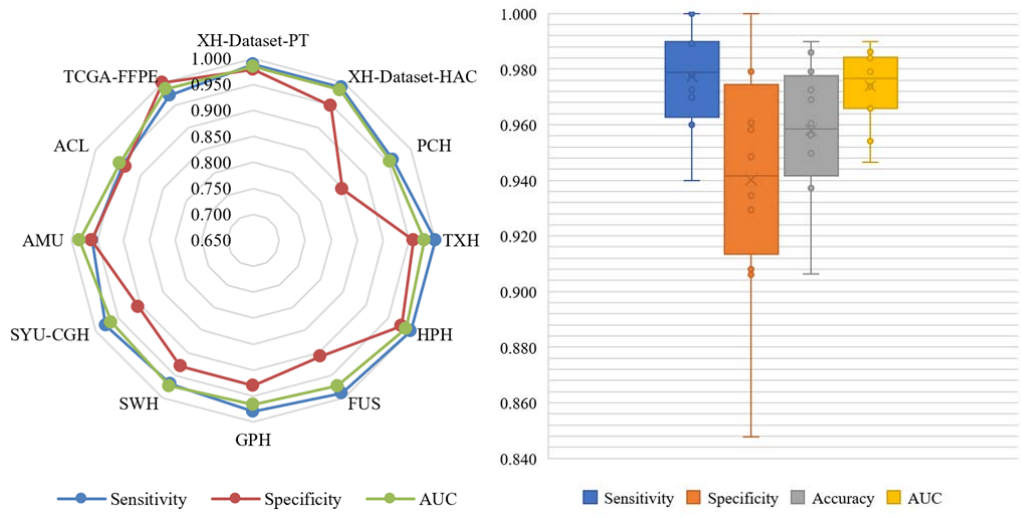 XH-Dataset-PT
1.000
TCGA-FFPE
XH-Dataset-HAC
0.950
0.900
ACL
PCH
0.850
0.800
0.750
0.700
AMU
0.650
TXH
SYU-CGH
HPH
SWH
FUS
GPH
Sensitivity Specificity AUC
1.000
0.980
0.960
0.940
0.920
0.900
0.880
0.860
0.840
Sensitivity Specificity Accuracy AUC